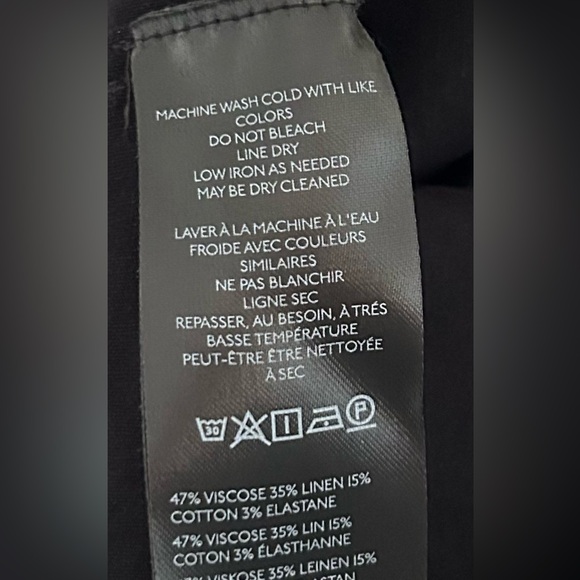 MACHINE WASH COLD WITH LIKE
COLORS
DO NOT BLEACH
LINE DRY
LOW IRON AS NEEDED
MAY BE DRY CLEANED
LAVER À LA MACHINE À L'EAU
FROIDE AVEC COULEURS
SIMILAIRES
NE PAS BLANCHIR
LIGNE SEC
REPASSER, AU BESOIN, À TRÉS
BASSE TEMPÉRATURE
PEUT-ÊTRE ÊTRE NETTOYÉE
À SEC
30 P
47% VISCOSE 35% LINEN 15%
COTTON 3% ELASTANE
47% VISCOSE 35% LIN 15%
COTON 3% ÉLASTHANNE
VISKOSE 35% LEINEN 15%